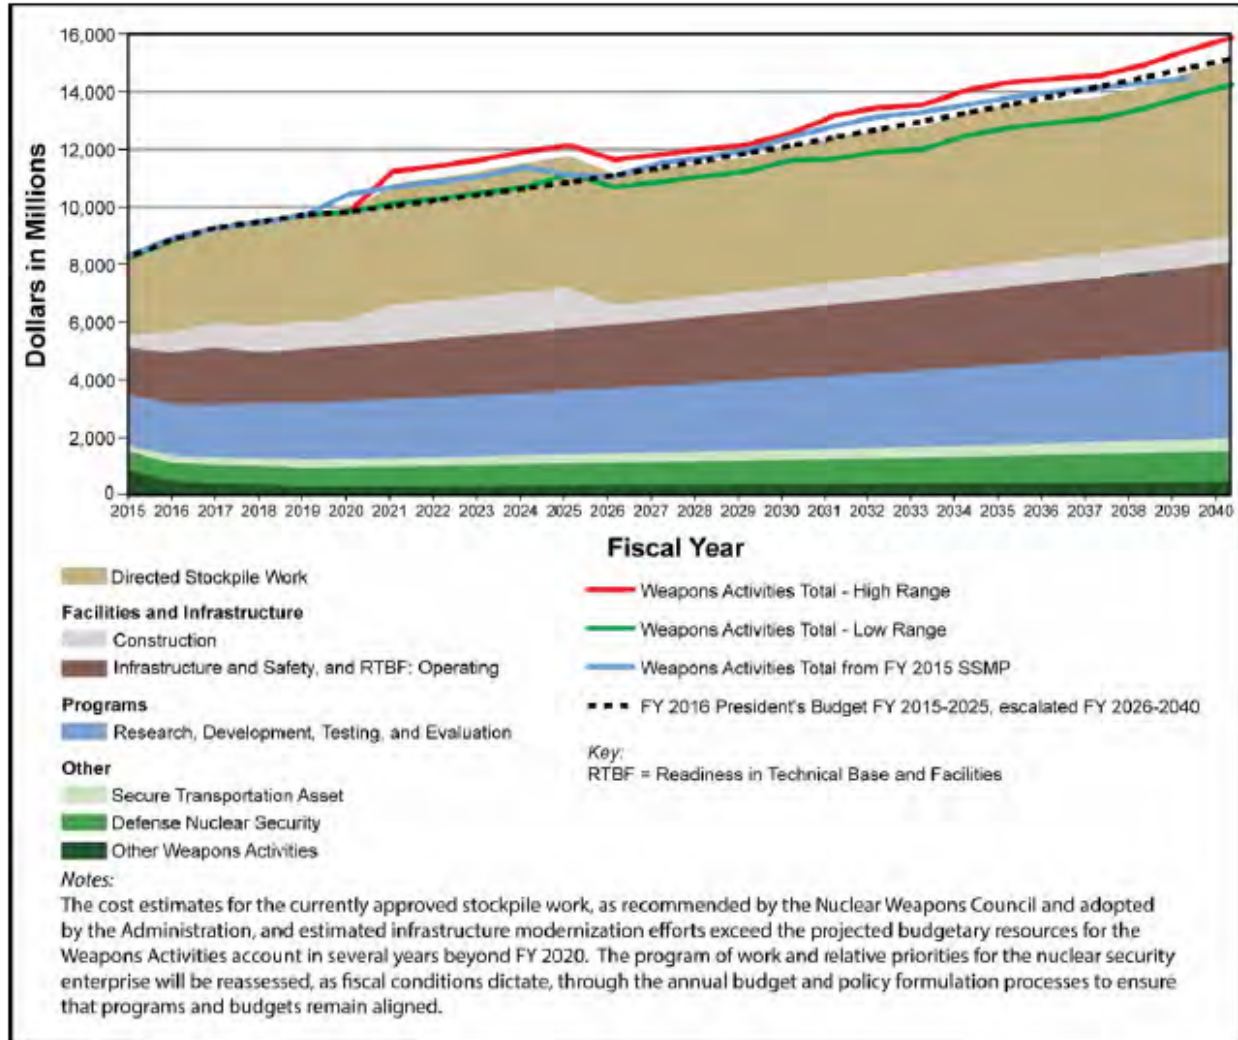 16,000
14,000
12,000
10,000
8,000
6,000
4,000
2,000
0
Dollars in Millions
2015 2016 2017 2018 2019 2020 2021 2022 2023 2024 2025 2026 2027 2028 2029 2030 2031 2032 2033 2034 2035 2036 2037 2038 2039 2040
Fiscal Year
Directed Stockpile Work
Facilities and Infrastructure
Construction
Infrastructure and Safety, and RTBF: Operating
Programs
Research, Development, Testing, and Evaluation
Other
Secure Transportation Asset
Defense Nuclear Security
Other Weapons Activities
Weapons Activities Total - High Range
Weapons Activities Total - Low Range
Weapons Activities Total from FY 2015 SSMP
FY 2016 President's Budget FY 2015-2025, escalated FY 2026-2040
Key:
RTBF = Readiness in Technical Base and Facilities
Notes:
The cost estimates for the currently approved stockpile work, as recommended by the Nuclear Weapons Council and adopted
by the Administration, and estimated infrastructure modernization efforts exceed the projected budgetary resources for the
Weapons Activities account in several years beyond FY 2020. The program of work and relative priorities for the nuclear security
enterprise will be reassessed, as fiscal conditions dictate, through the annual budget and policy formulation processes to ensure
that programs and budgets remain aligned.